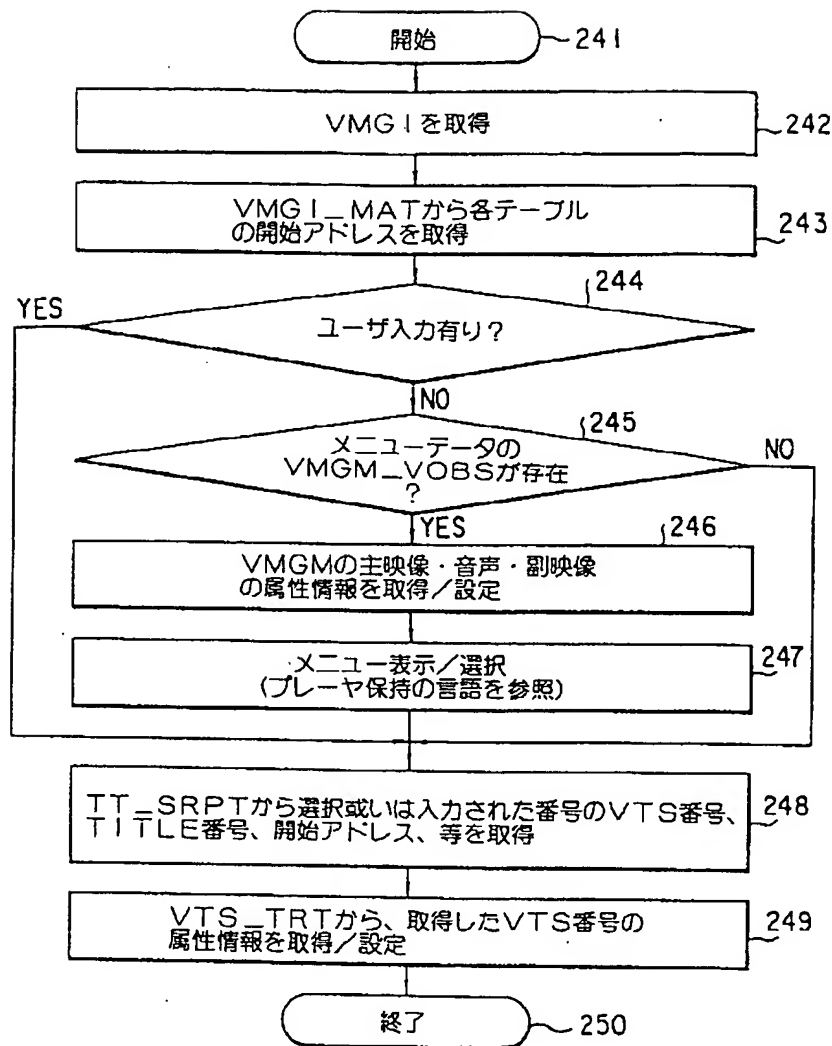 開始
241
VMGIを取得
242
VMGI_MATから各テーブル
の開始アドレスを取得
243
244
YES
ユーザ入力有り?
NO
245
メニューデータの
VMGM_VOBSが存在
?
NO
YES
246
VMGMの主映像・音声・副映像
の属性情報を取得/設定
247
メニュー表示/選択
(プレーヤ保持の言語を参照)
TT_SRPTから選択或いは入力された番号のVTS番号、
TITLE番号、開始アドレス、等を取得
248
VTS_TRTから、取得したVTS番号の
属性情報を取得/設定
249
終了
250